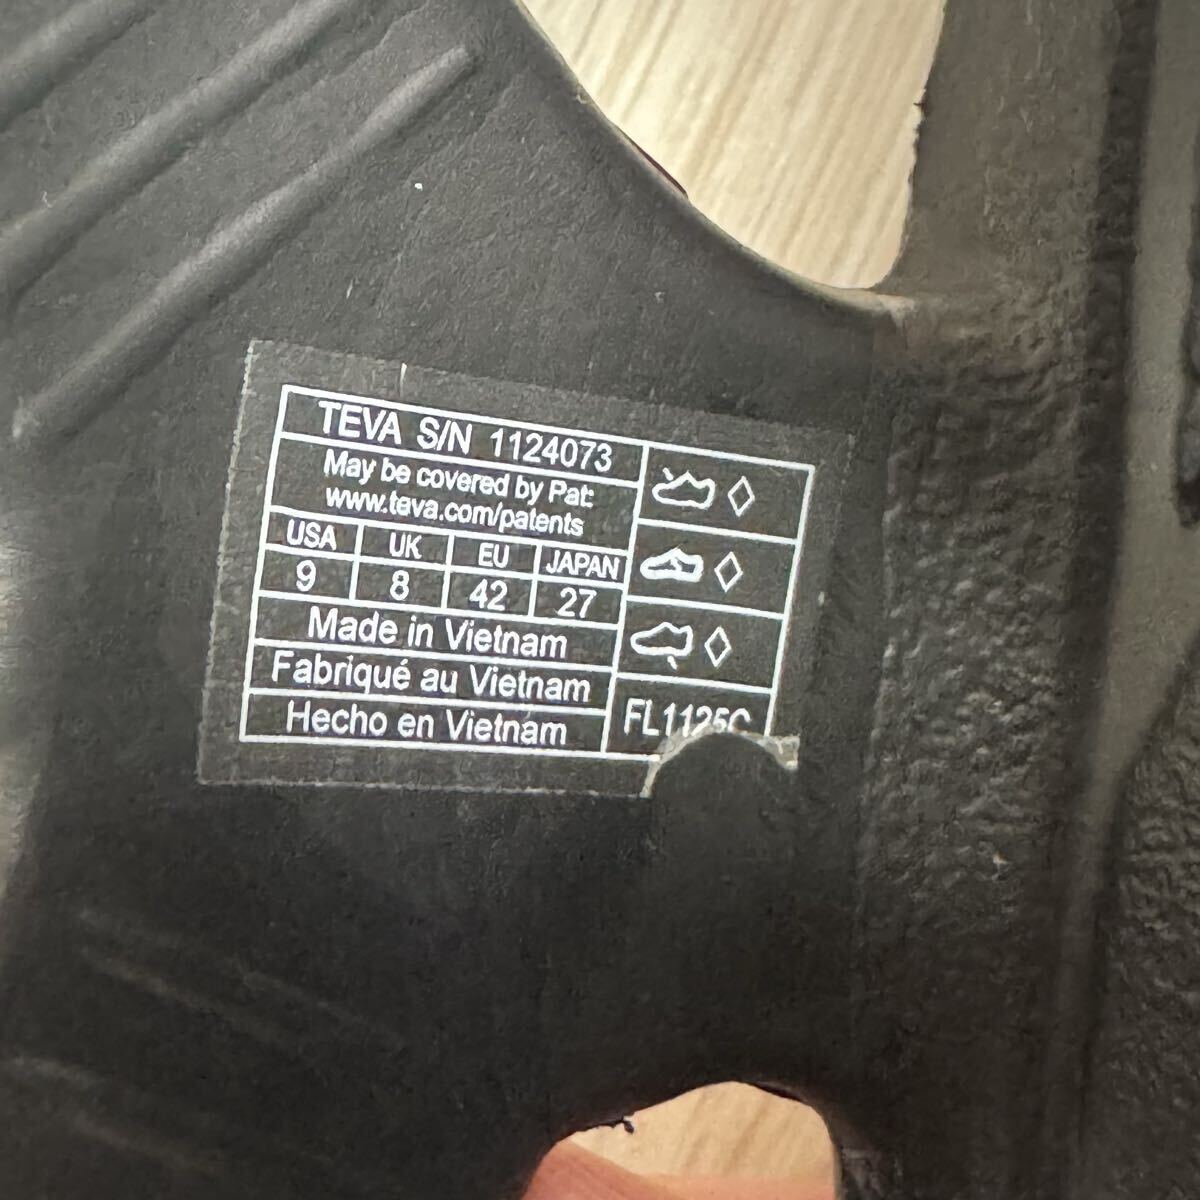 TEVA S/N 1124073
May be covered by Pat:
www.teva.com/patents
USA UK EU JAPAN
9 8 42 27
Made in Vietnam
Fabriqué au Vietnam
Hecho en Vietnam